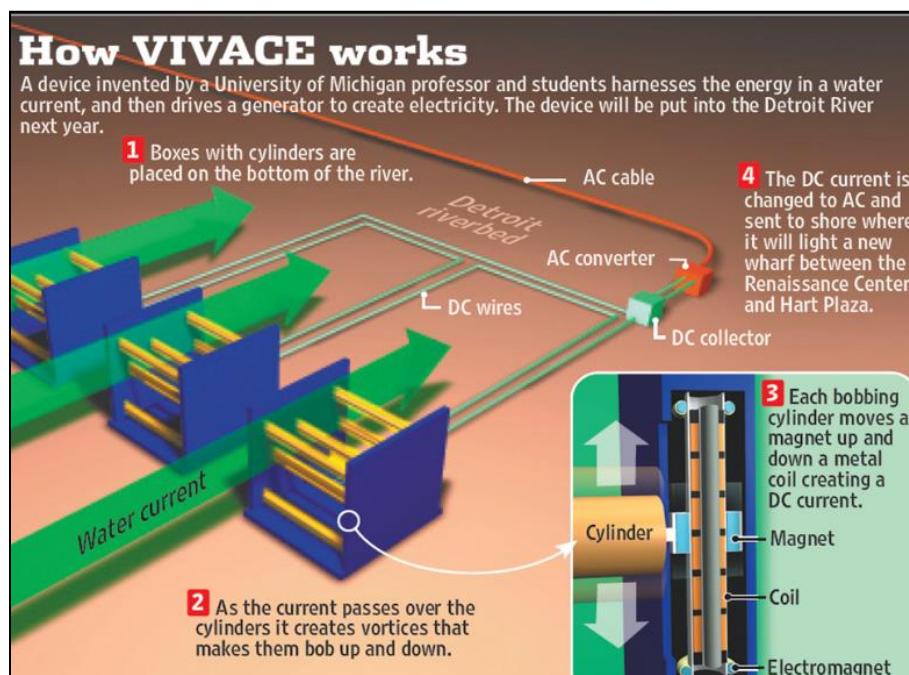 How VIVACE works
A device invented by a University of Michigan professor and students harnesses the energy in a water
current, and then drives a generator to create electricity. The device will be put into the Detroit River
next year.
1 Boxes with cylinders are
placed on the bottom of the river.
AC cable
Detroit
riverbed
AC converter
DC wires
DC collector
4 The DC current is
changed to AC and
sent to shore where
it will light a new
wharf between the
Renaissance Center
and Hart Plaza.
Water current
2 As the current passes over the
cylinders it creates vortices that
makes them bob up and down.
Cylinder
3 Each bobbing
cylinder moves a
magnet up and
down a metal
coil creating a
DC current.
Magnet
Coil
Electromagnet